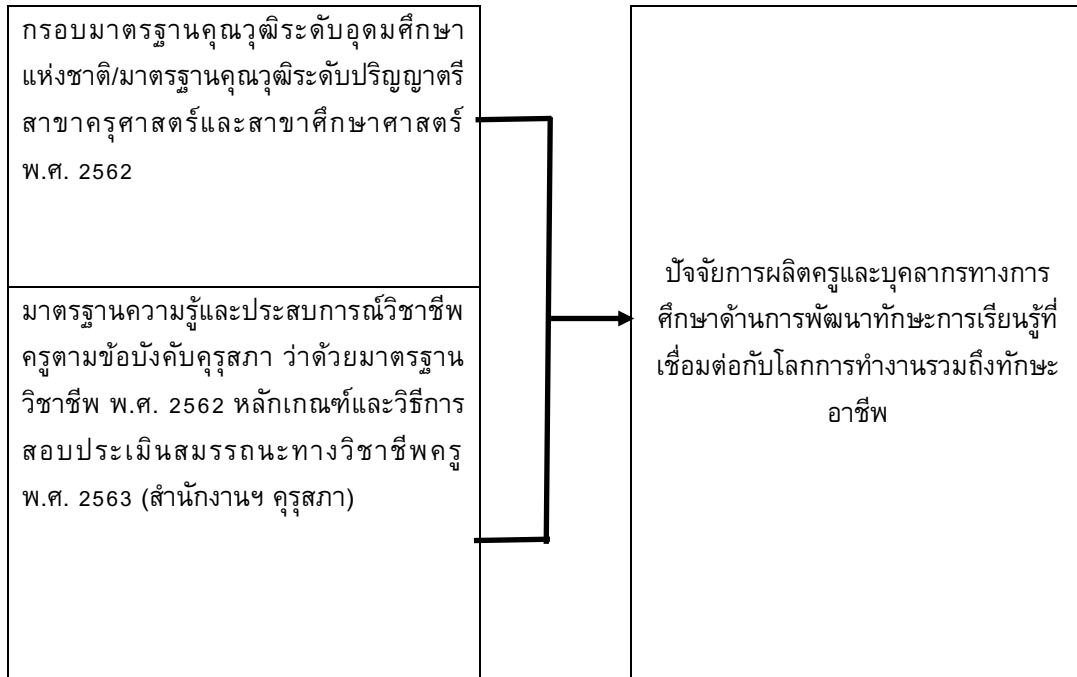 กรอบมาตรฐานคุณวุฒิระดับอุดมศึกษา
แห่งชาติ/มาตรฐานคุณวุฒิระดับปริญญาตรี
สาขาครุศาสตร์และสาขาศึกษาศาสตร์
พ.ศ. 2562
มาตรฐานความรู้และประสบการณ์วิชาชีพ
ครูตามข้อบังคับคุรุสภา ว่าด้วยมาตรฐาน
วิชาชีพ พ.ศ. 2562 หลักเกณฑ์และวิธีการ
สอบประเมินสมรรถนะทางวิชาชีพครู
พ.ศ. 2563 (สำนักงานฯ คุรุสภา)
ปัจจัยการผลิตครูและบุคลากรทางการ
ศึกษาด้านการพัฒนาทักษะการเรียนรู้ที่
เชื่อมต่อกับโลกการทำงานรวมถึงทักษะ
อาชีพ